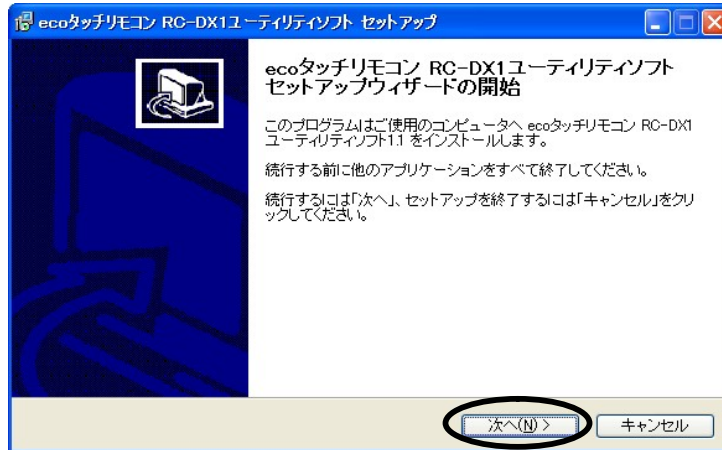 ecoタッチリモコン RC-DX1ユーティリティソフト セットアップ
ecoタッチリモコン RC-DX1ユーティリティソフト
セットアップウィザードの開始
このプログラムはご使用のコンピュータへ ecoタッチリモコン RC-DX1
ユーティリティソフト1.1 をインストールします。
続行する前に他のアプリケーションをすべて終了してください。
続行するには「次へ」、セットアップを終了するには「キャンセル」をクリ
ックしてください。
次へ(N) >
キャンセル